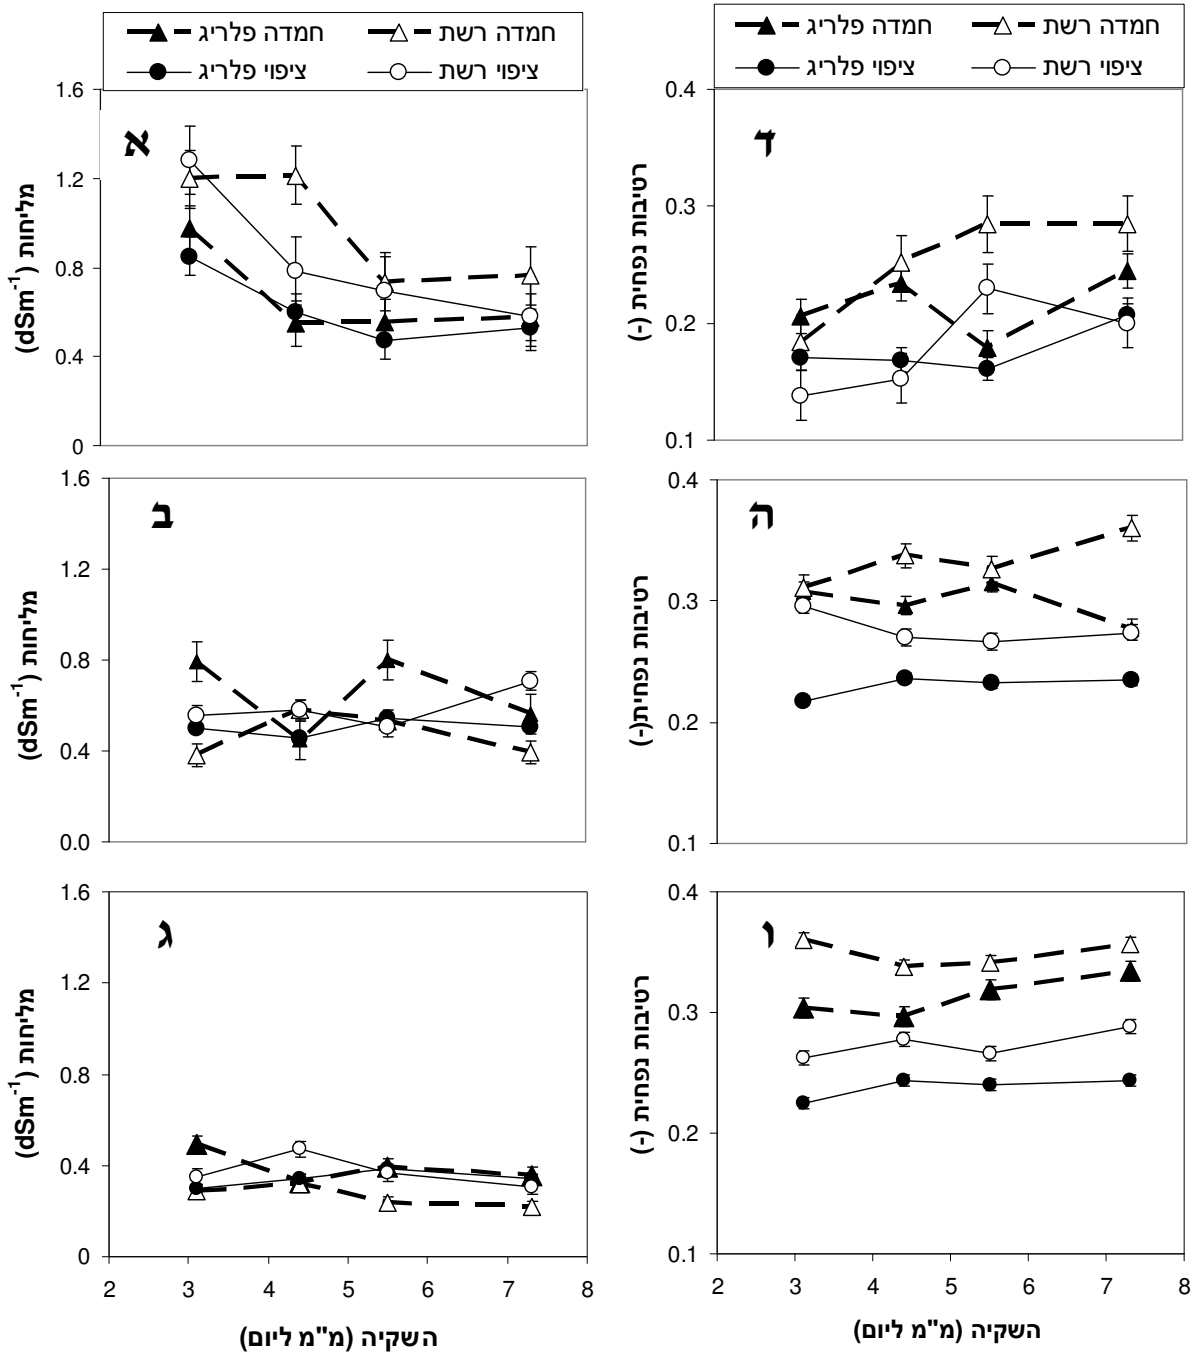 חמדה פלריג חמדה רשת
ציפוי פלריג ציפוי רשת
א
מליחות (dSm-1)
1.6
1.2
0.8
0.4
0
חמדה פלריג חמדה רשת
ציפוי פלריג ציפוי רשת
ד
רטיבות נפחית (-)
0.4
0.3
0.2
0.1
ב
מליחות (dSm-1)
1.6
1.2
0.8
0.4
0.0
ה
רטיבות נפחית(-)
0.4
0.3
0.2
0.1
ג
מליחות (dSm-1)
1.6
1.2
0.8
0.4
0
2 3 4 5 6 7 8
השקיה (מ"מ ליום)
ו
רטיבות נפחית (-)
0.4
0.3
0.2
0.1
2 3 4 5 6 7 8
השקיה (מ"מ ליום)